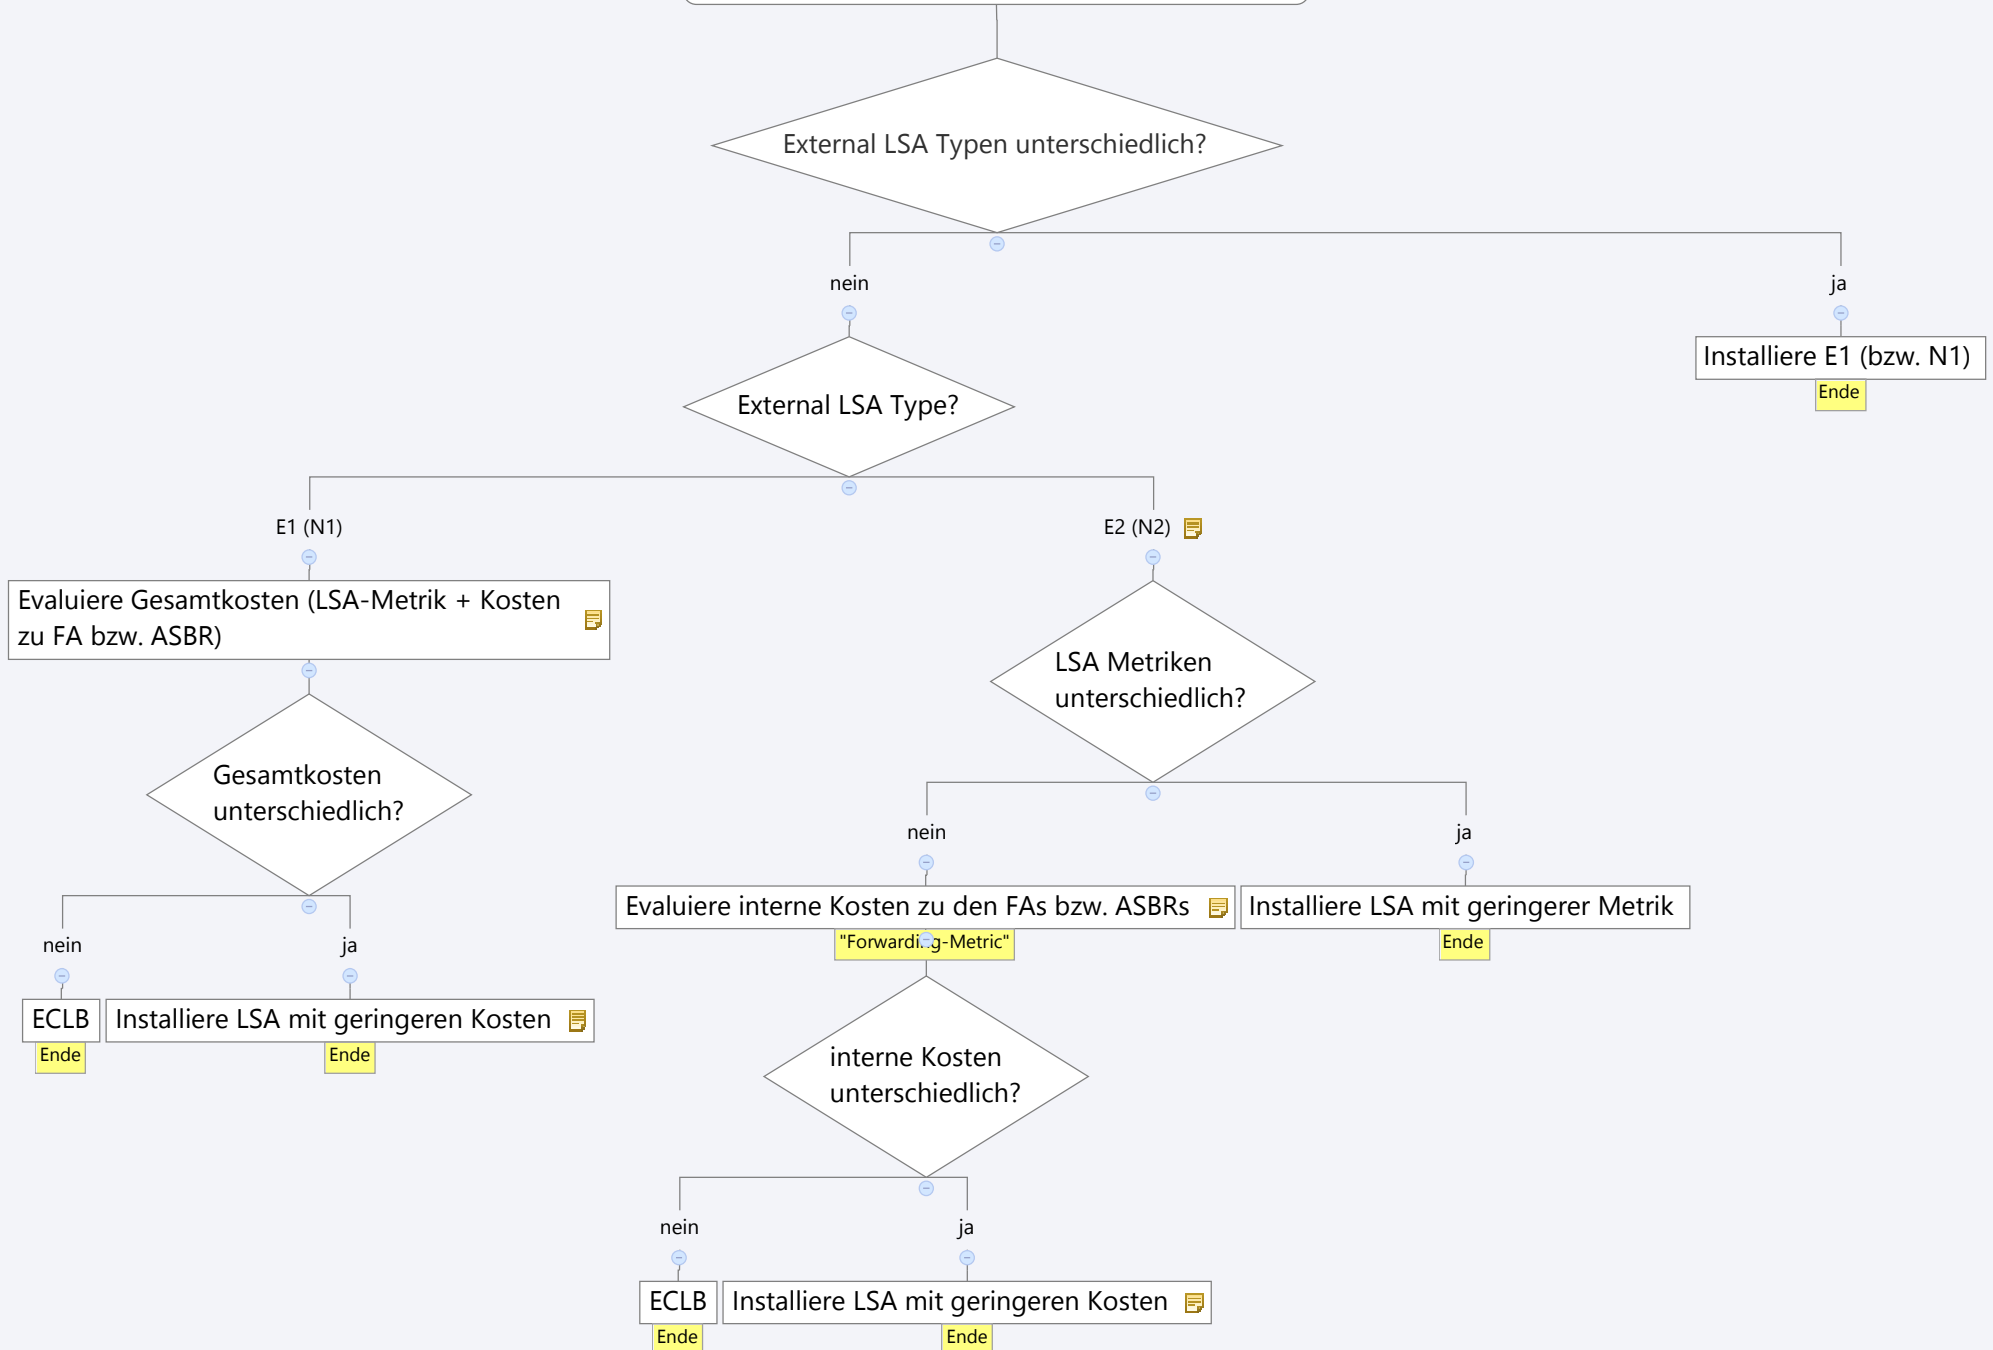 External LSA Typen unterschiedlich?
nein
ja
Installiere E1 (bzw. N1)
Ende
External LSA Type?
E1 (N1)
E2 (N2)
Evaluiere Gesamtkosten (LSA-Metrik + Kosten
zu FA bzw. ASBR)
LSA Metriken
unterschiedlich?
Gesamtkosten
unterschiedlich?
nein
ja
nein
ja
Evaluiere interne Kosten zu den FAs bzw. ASBRs
"Forwarding-Metric"
Installiere LSA mit geringerer Metrik
Ende
ECLB
Ende
Installiere LSA mit geringeren Kosten
Ende
interne Kosten
unterschiedlich?
nein
ja
ECLB
Ende
Installiere LSA mit geringeren Kosten
Ende